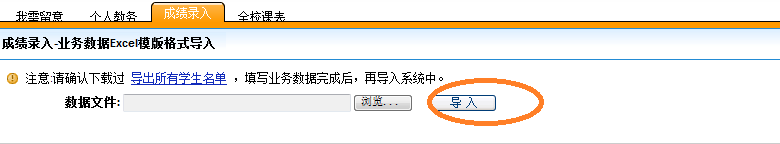 我需留意 个人教务 成绩录入 全校课表
成绩录入-业务数据Excel模版格式导入
注意:请确认下载过 导出所有学生名单 ，填写业务数据完成后，再导入系统中。
数据文件: 浏览... 导 入